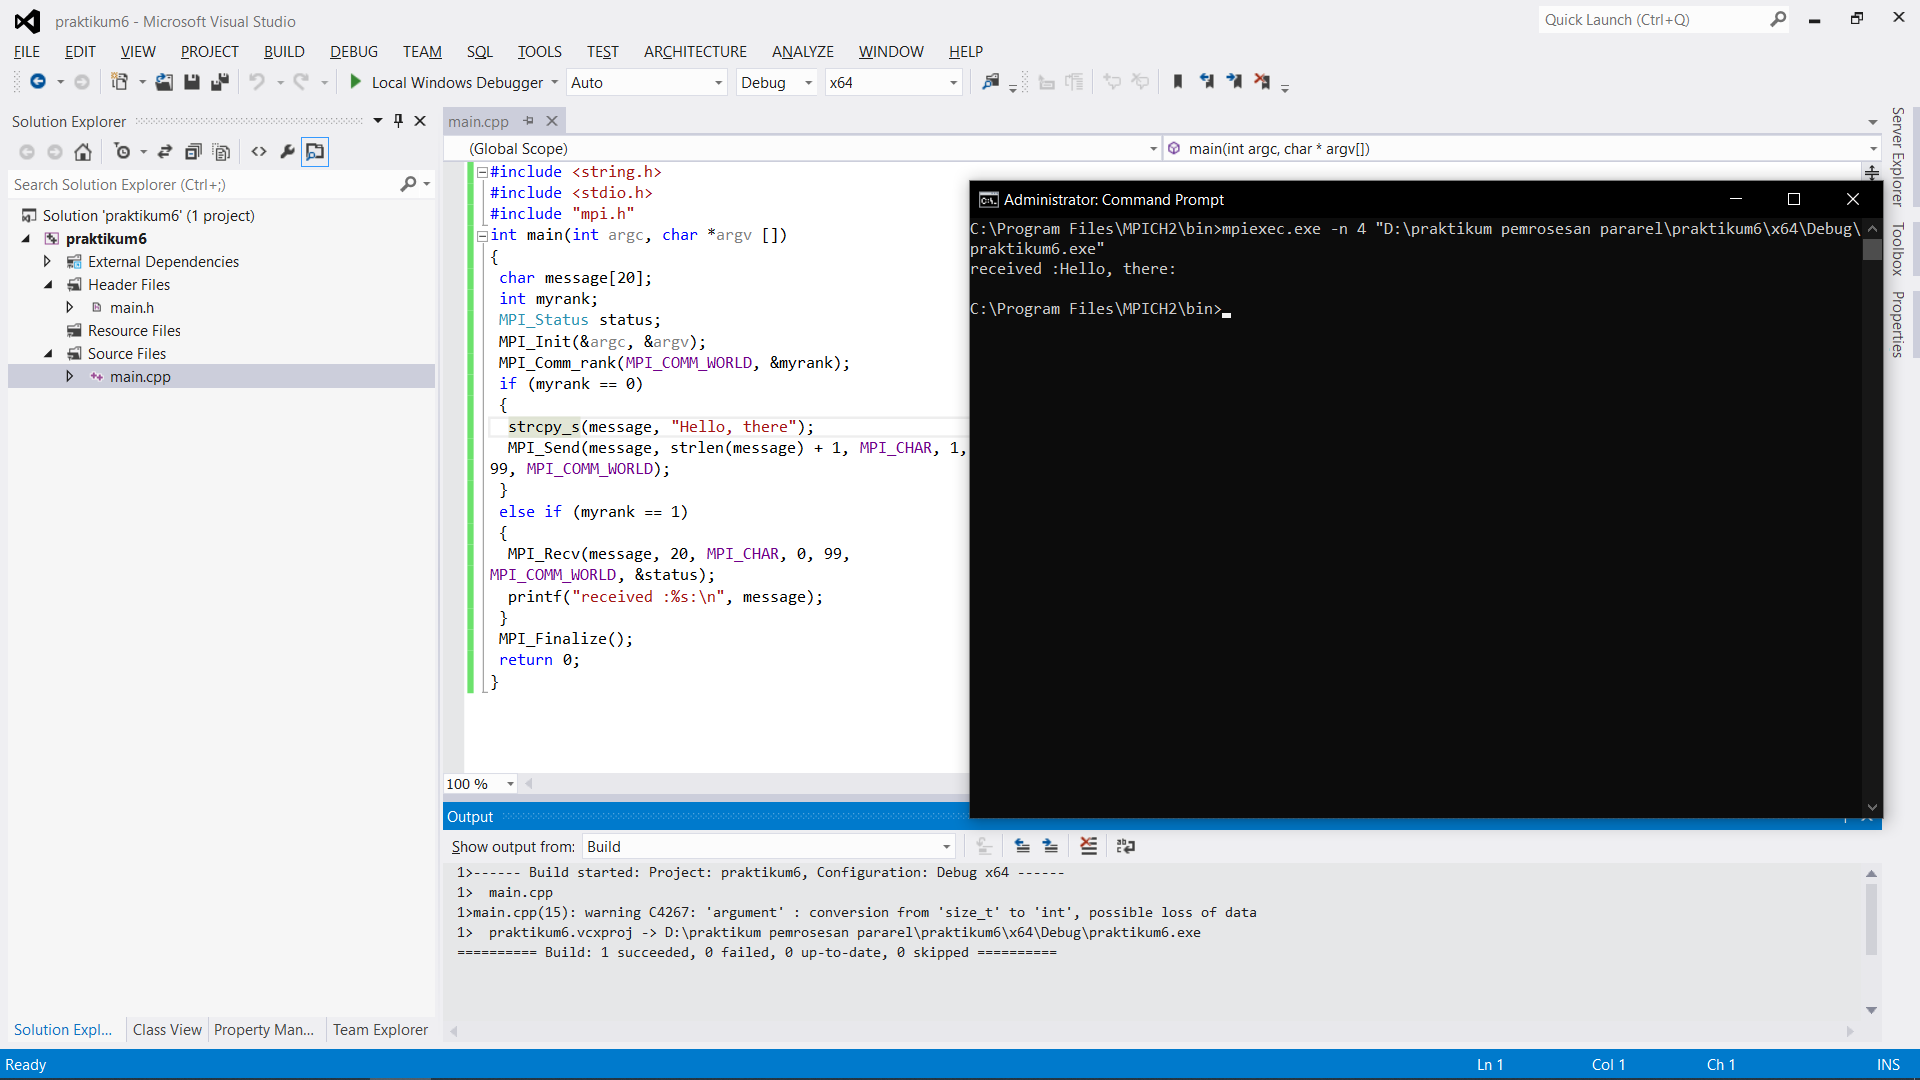 praktikum6 - Microsoft Visual Studio
Quick Launch (Ctrl+Q)
FILE EDIT VIEW PROJECT BUILD DEBUG TEAM SQL TOOLS TEST ARCHITECTURE ANALYZE WINDOW HELP
Local Windows Debugger Auto Debug x64
Solution Explorer
Search Solution Explorer (Ctrl+;)
Solution 'praktikum6' (1 project)
praktikum6
External Dependencies
Header Files
main.h
Resource Files
Source Files
main.cpp
Solution Expl... Class View Property Man... Team Explorer
main.cpp
(Global Scope) main(int argc, char * argv[])
#include <string.h>
#include <stdio.h>
#include "mpi.h"
int main(int argc, char *argv [])
{
char message[20];
int myrank;
MPI_Status status;
MPI_Init(&argc, &argv);
MPI_Comm_rank(MPI_COMM_WORLD, &myrank);
if (myrank == 0)
{
strcpy_s(message, "Hello, there");
MPI_Send(message, strlen(message) + 1, MPI_CHAR, 1,
99, MPI_COMM_WORLD);
}
else if (myrank == 1)
{
MPI_Recv(message, 20, MPI_CHAR, 0, 99,
MPI_COMM_WORLD, &status);
printf("received :%s:\n", message);
}
MPI_Finalize();
return 0;
}
100 %
Administrator: Command Prompt
C:\Program Files\MPICH2\bin>mpiexec.exe -n 4 "D:\praktikum pemrosesan pararel\praktikum6\x64\Debug\
praktikum6.exe"
received :Hello, there:
C:\Program Files\MPICH2\bin>
Server Explorer
Toolbox
Properties
Output
Show output from: Build
1>------ Build started: Project: praktikum6, Configuration: Debug x64 ------
1>  main.cpp
1>main.cpp(15): warning C4267: 'argument' : conversion from 'size_t' to 'int', possible loss of data
1>  praktikum6.vcxproj -> D:\praktikum pemrosesan pararel\praktikum6\x64\Debug\praktikum6.exe
========== Build: 1 succeeded, 0 failed, 0 up-to-date, 0 skipped ==========
Ready Ln 1 Col 1 Ch 1 INS